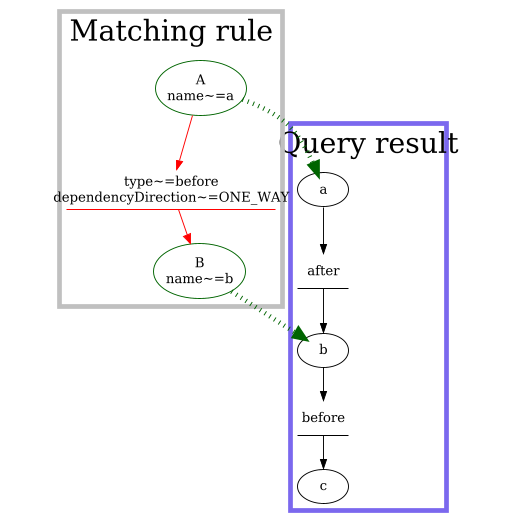 Matching rule
A
name~=a
type~=before
dependencyDirection~=ONE_WAY
B
name~=b
Query result
a
after
b
before
c